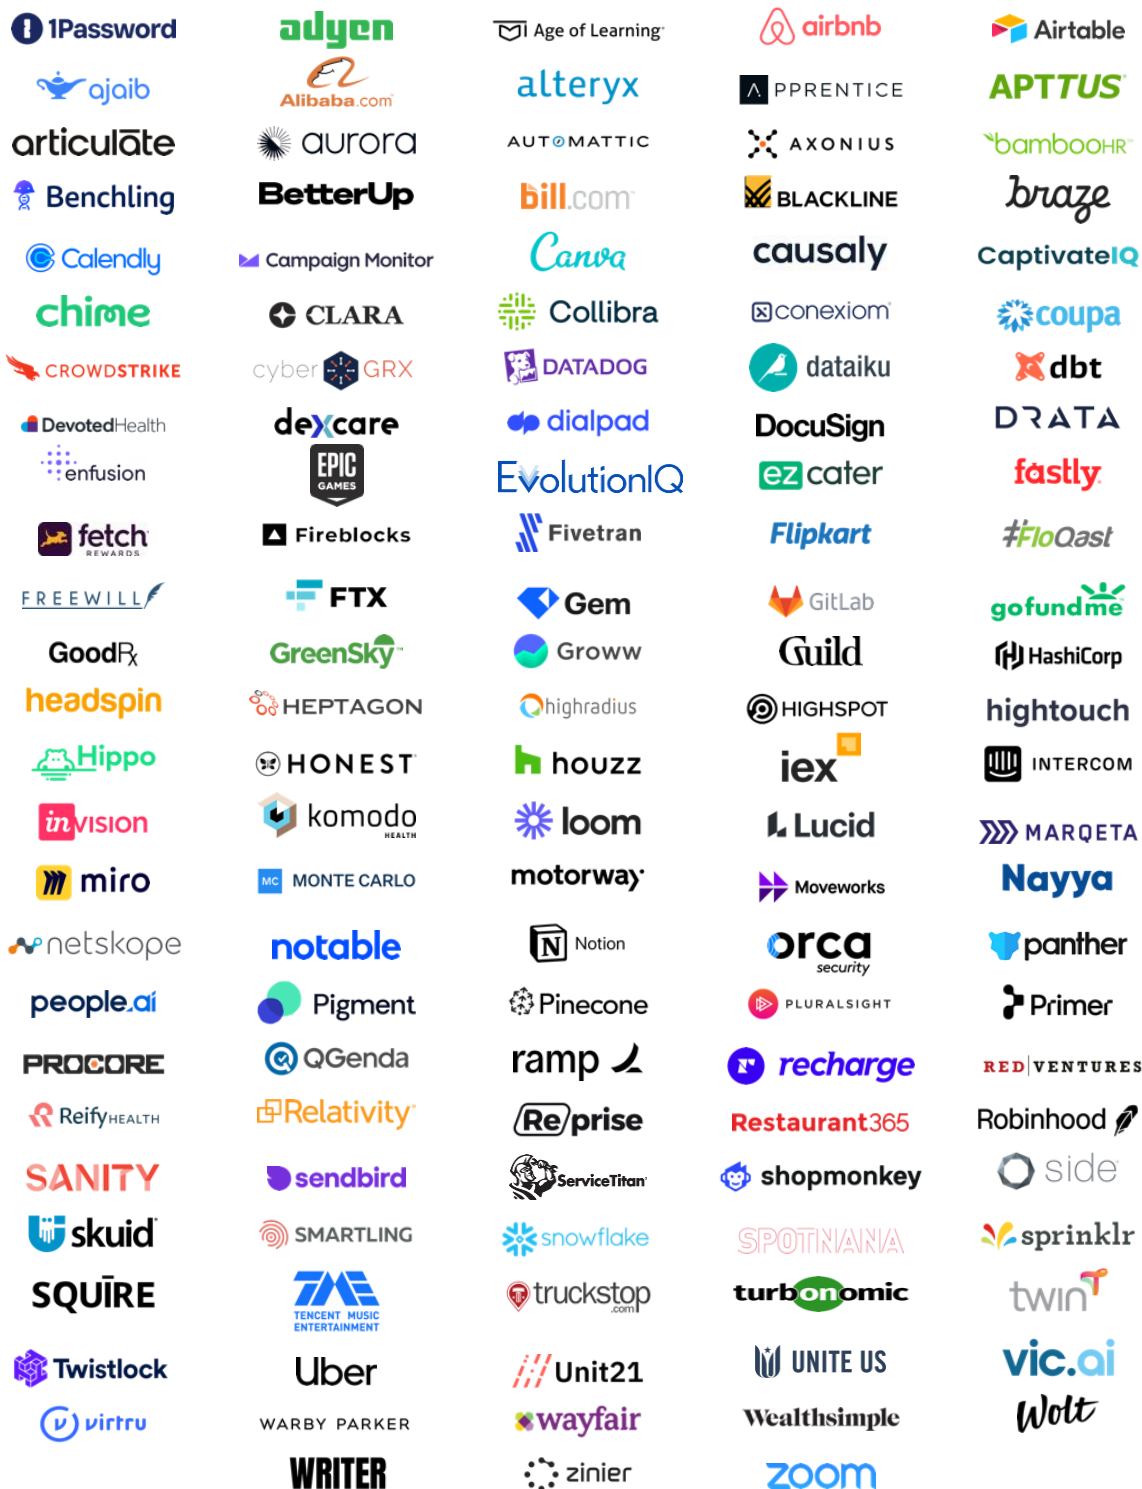 1Password
adyen
Age of Learning
airbnb
Airtable
ajaib
Alibaba.com
alteryx
APPRENTICE
APTTUS
articulate
aurora
AUTOMATTIC
AXONIUS
bambooHR
Benchling
BetterUp
bill.com
BLACKLINE
braze
Calendly
Campaign Monitor
Canva
causaly
CaptivateIQ
chime
CLARA
Collibra
conexiom
coupa
CROWDSTRIKE
cyberGRX
DATADOG
dataiku
dbt
DevotedHealth
dexcare
dialpad
DocuSign
DRATA
enfusion
EPIC
GAMES
EvolutionIQ
ezcater
fastly
fetch
REWARDS
Fireblocks
Fivetran
Flipkart
#FloQast
FREEWILL
FTX
Gem
GitLab
gofundme
GoodRx
GreenSky™
Groww
Guild
HashiCorp
headspin
HEPTAGON
highradius
HIGHSPOT
hightouch
Hippo
HONEST
houzz
iex
INTERCOM
inVISION
komodo
HEALTH
loom
Lucid
MARQETA
miro
MC MONTE CARLO
motorway
Moveworks
Nayya
netskope
notable
N Notion
orca
security
panther
people.ai
Pigment
Pinecone
PLURALSIGHT
Primer
PROCORE
QGenda
ramp
recharge
RED VENTURES
Reify HEALTH
Relativity
Reprise
Restaurant365
Robinhood
SANITY
sendbird
ServiceTitan
shopmonkey
side
skuid
SMARTLING
snowflake
SPOTNANA
sprinklr
SQUIRE
TME
TENCENT MUSIC
ENTERTAINMENT
truckstop
.com
turbonomic
twin
Twistlock
Uber
Unit21
UNITE US
vic.ai
virtru
WARBY PARKER
wayfair
Wealthsimple
Wolt
WRITER
zinier
zoom